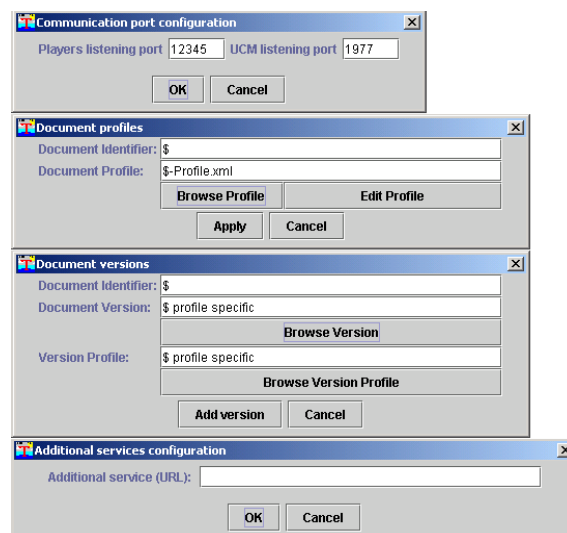 Communication port configuration
Players listening port 12345 UCM listening port 1977
OK Cancel
Document profiles
Document Identifier: $
Document Profile: $-Profile.xml
Browse Profile Edit Profile
Apply Cancel
Document versions
Document Identifier: $
Document Version: $ profile specific
Browse Version
Version Profile: $ profile specific
Browse Version Profile
Add version Cancel
Additional services configuration
Additional service (URL):
OK Cancel